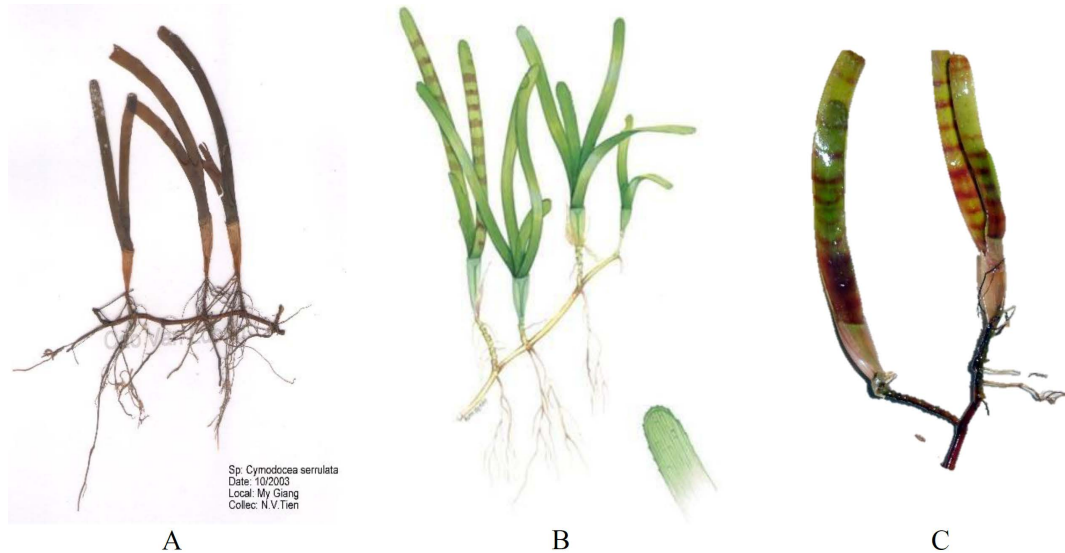 Sp: Cymodocea serrulata
Date: 10/2003
Local: My Giang
Collec: N.V.Tien
A
B
C